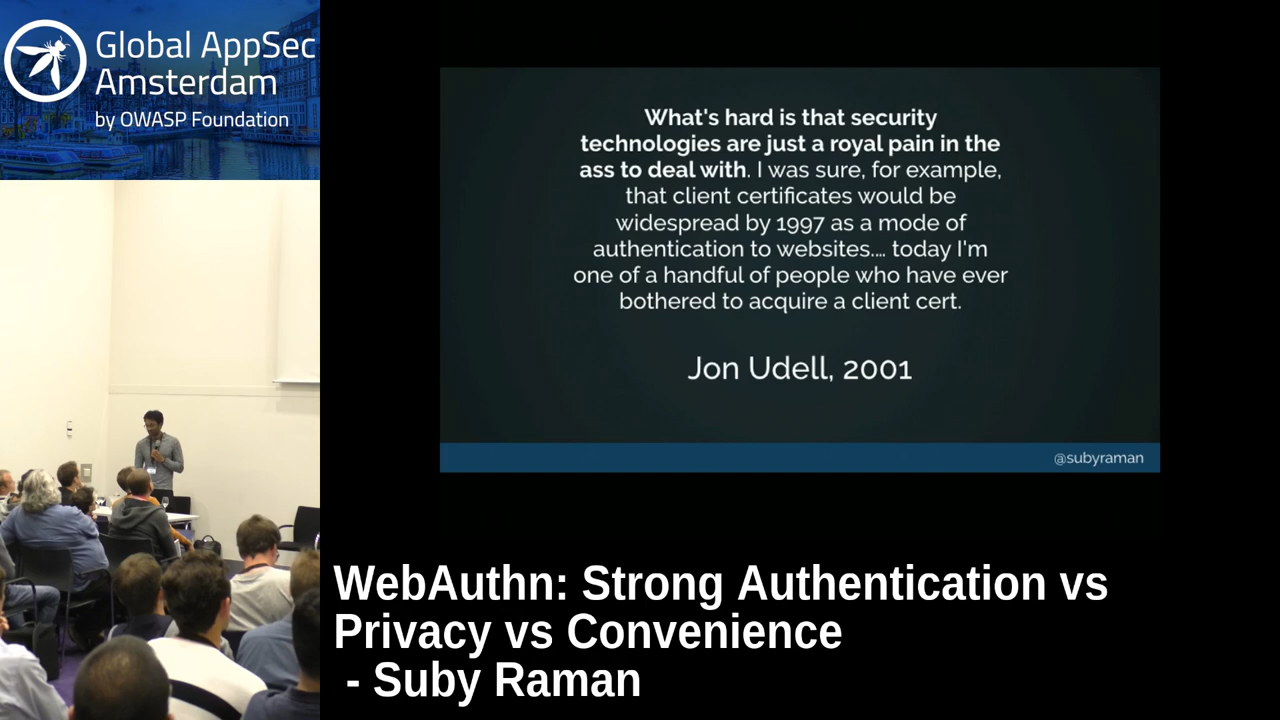 Global AppSec
Amsterdam
by OWASP Foundation
What's hard is that security
technologies are just a royal pain in the
ass to deal with. I was sure, for example,
that client certificates would be
widespread by 1997 as a mode of
authentication to websites.... today I'm
one of a handful of people who have ever
bothered to acquire a client cert.
Jon Udell, 2001
@subyraman
WebAuthn: Strong Authentication vs
Privacy vs Convenience
- Suby Raman